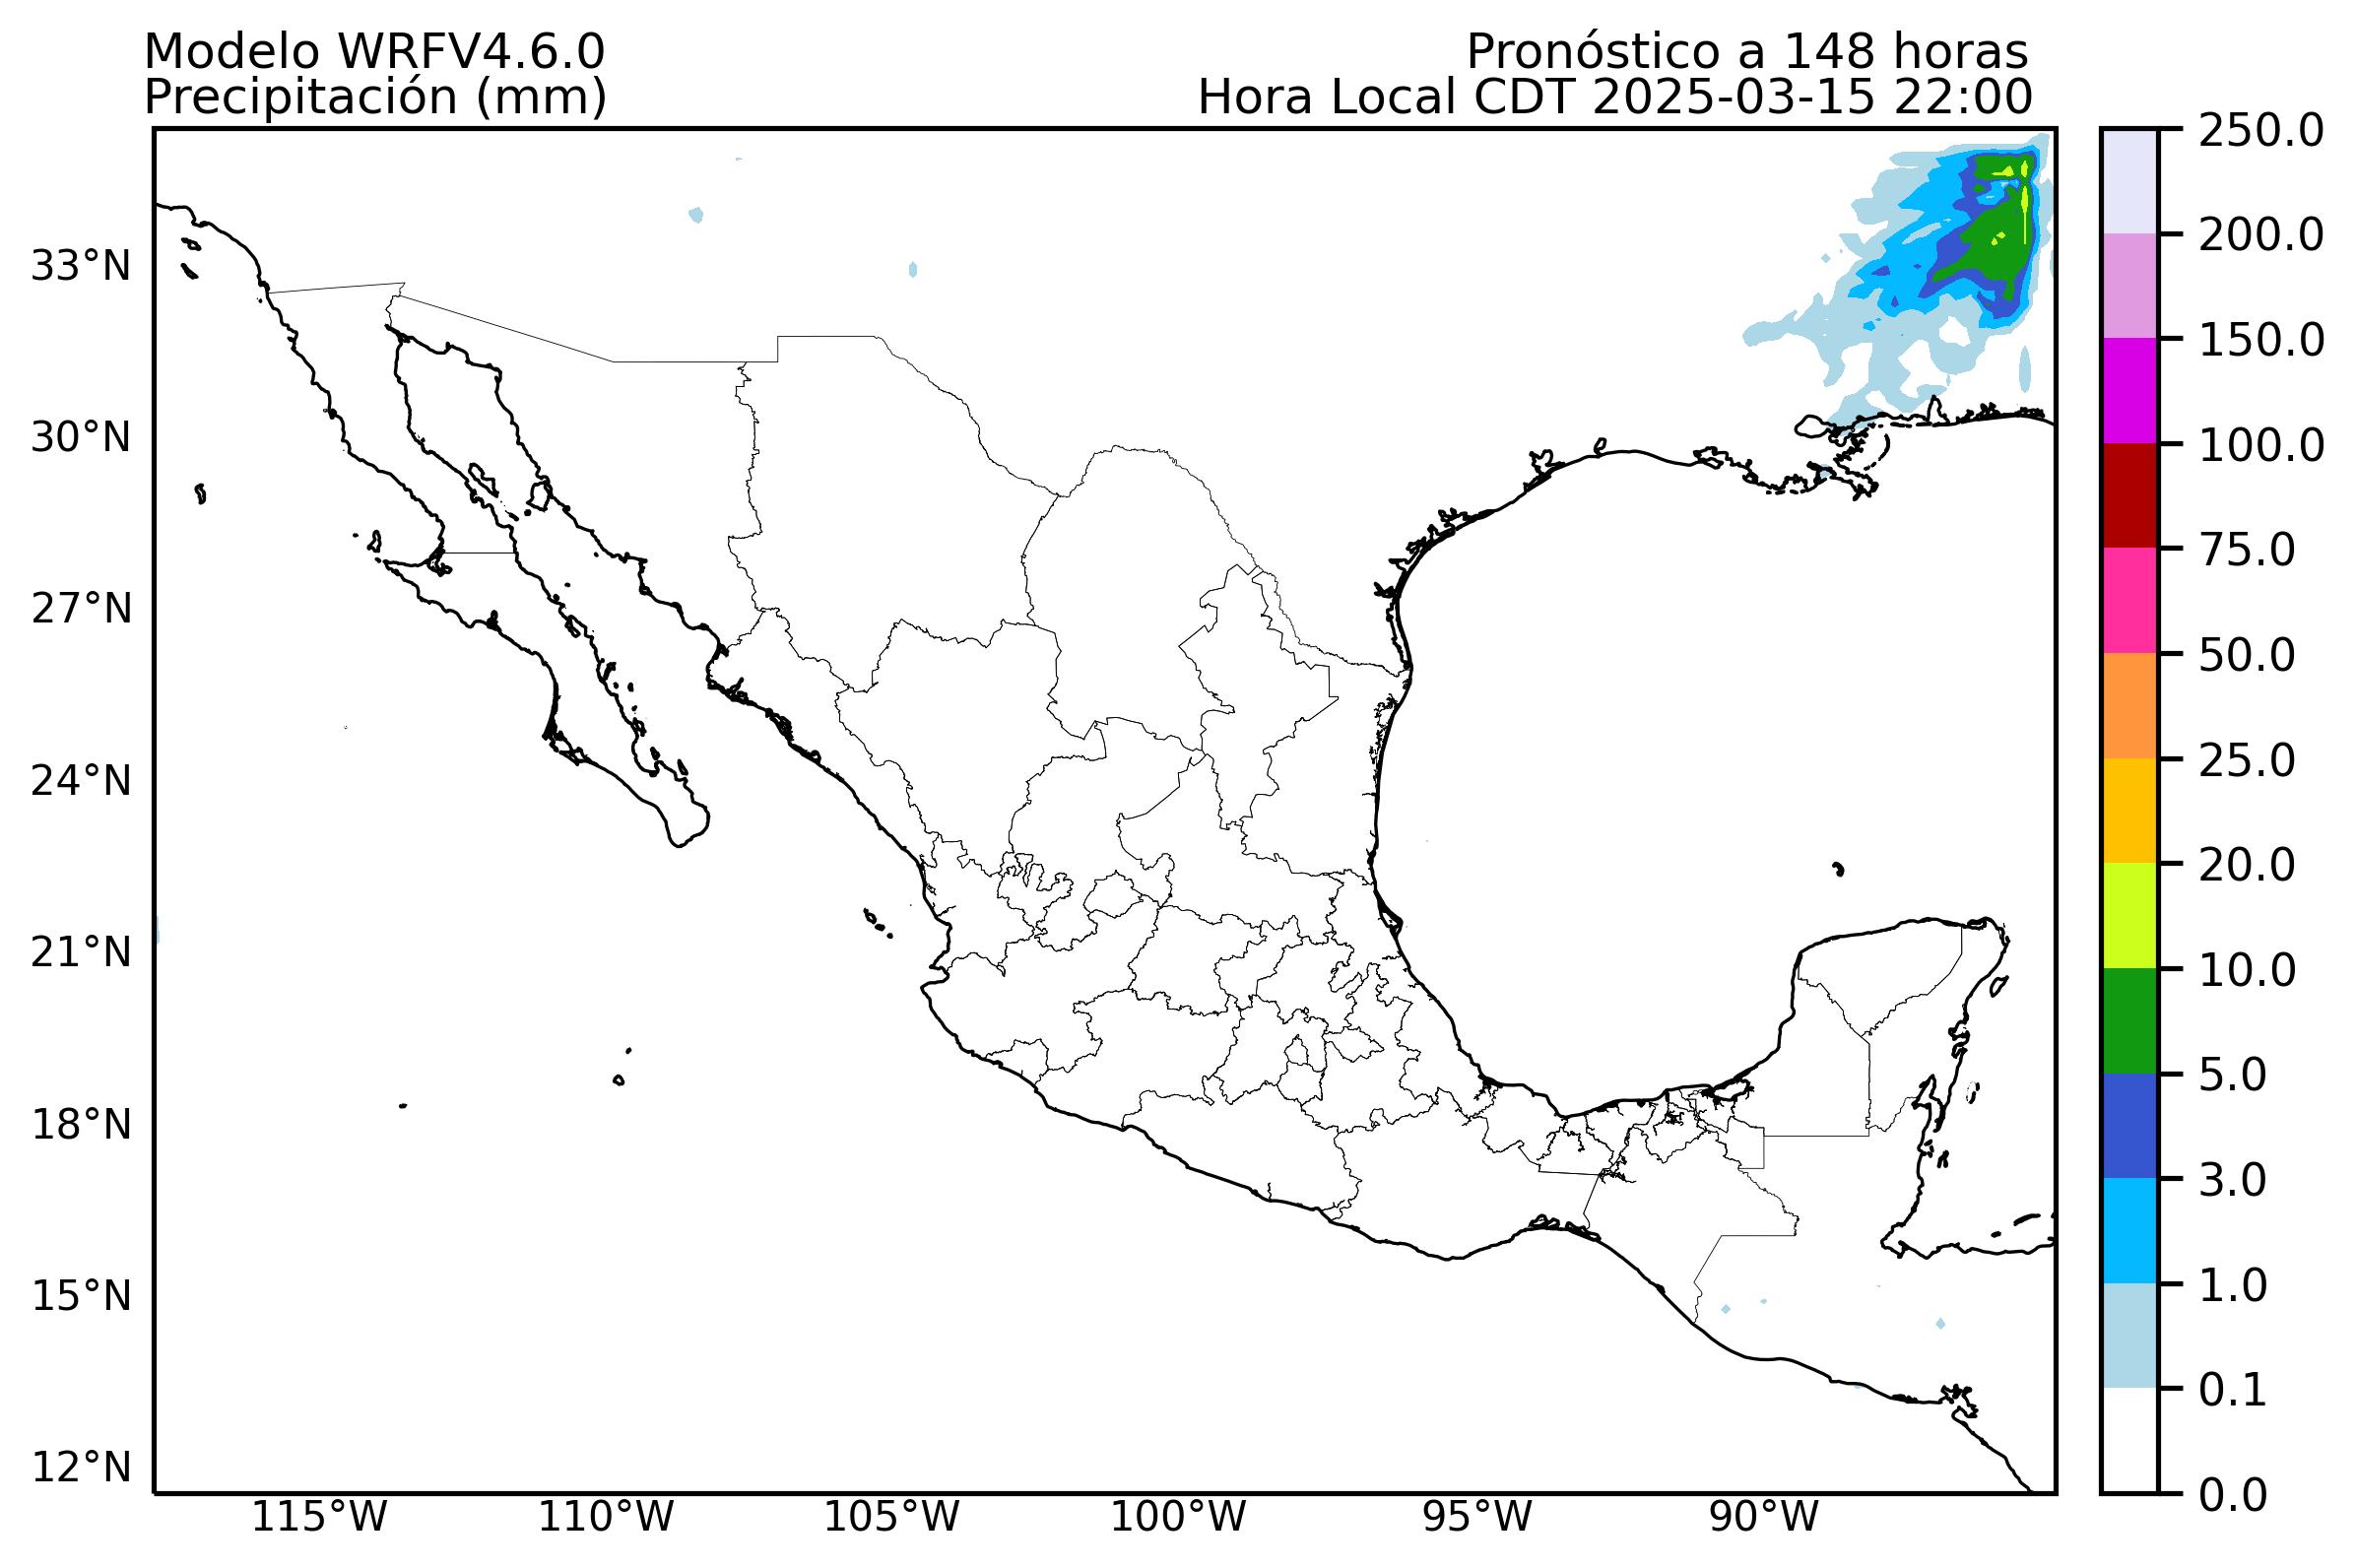 Modelo WRFV4.6.0
Pronóstico a 148 horas
Precipitación (mm)
Hora Local CDT 2025-03-15 22:00
33°N
30°N
27°N
24°N
21°N
18°N
15°N
12°N
115°W
110°W
105°W
100°W
95°W
90°W
250.0
200.0
150.0
100.0
75.0
50.0
25.0
20.0
10.0
5.0
3.0
1.0
0.1
0.0